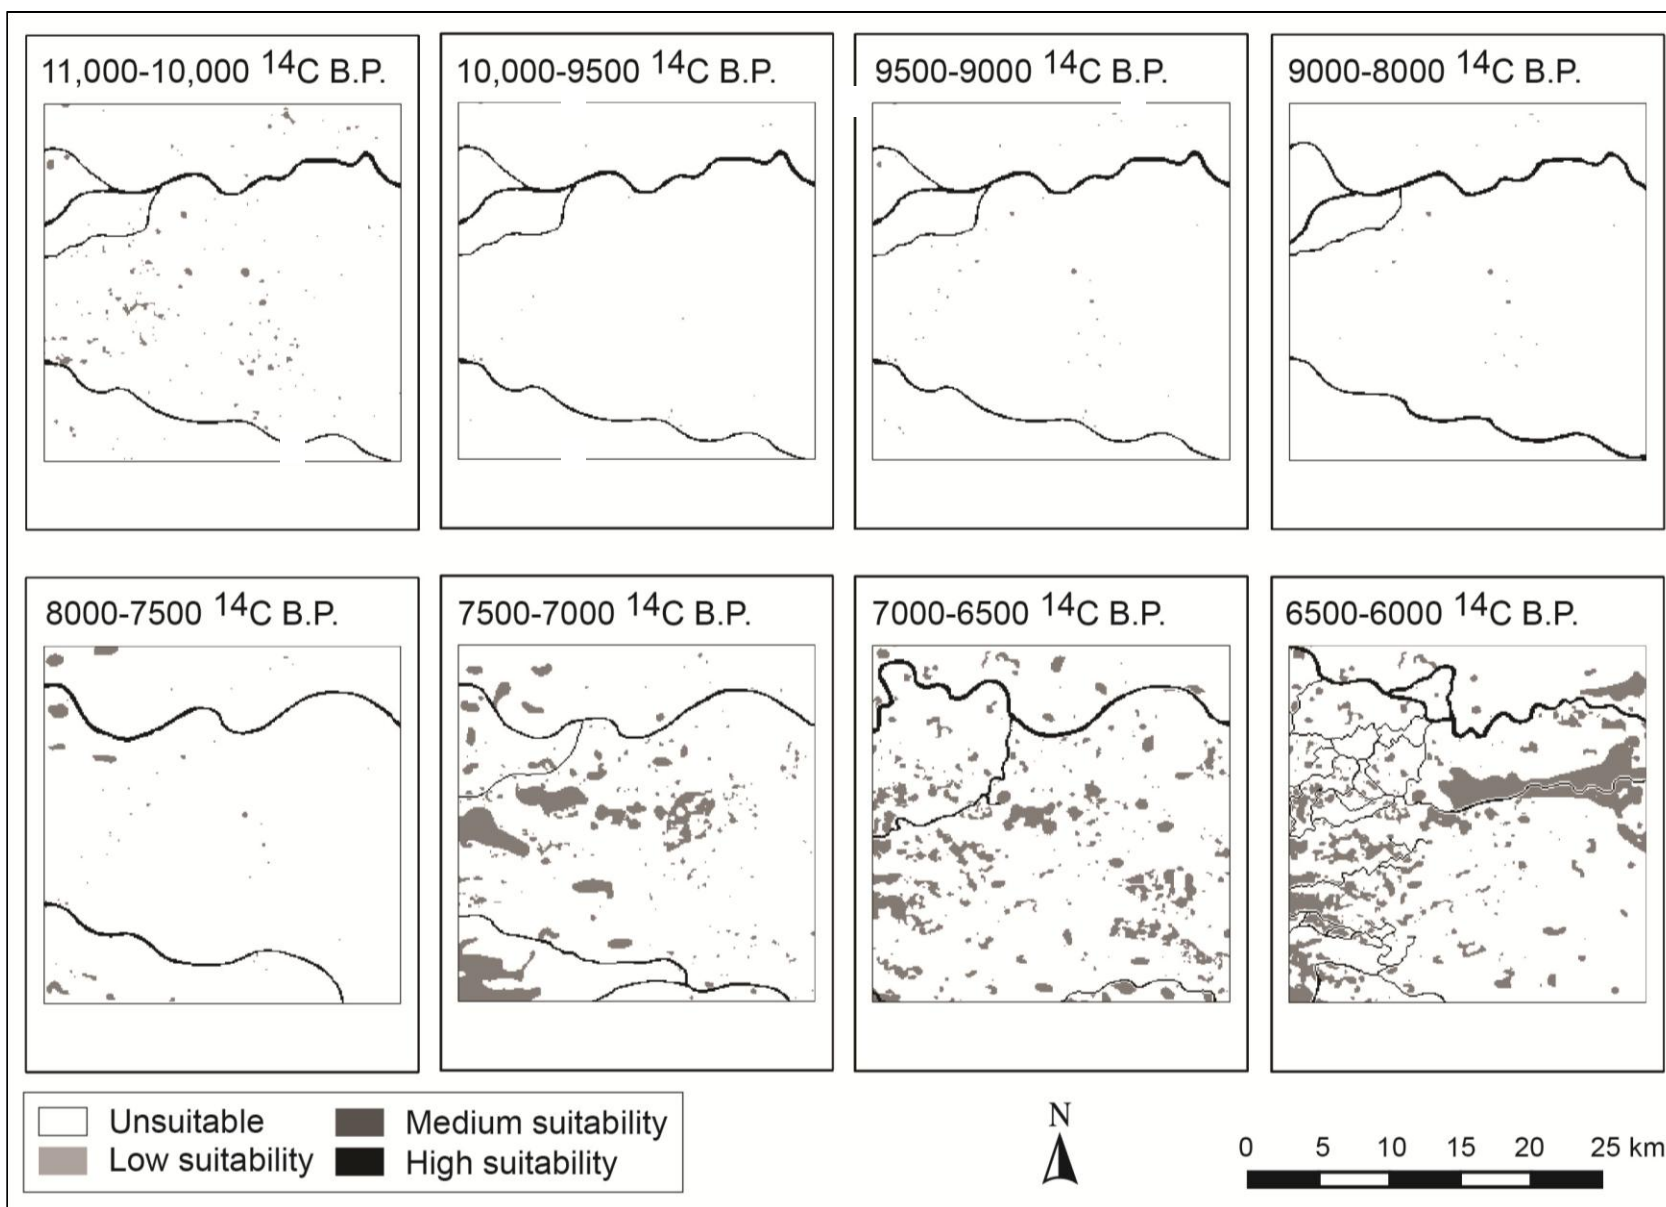 11,000-10,000 ¹⁴C B.P.
10,000-9500 ¹⁴C B.P.
9500-9000 ¹⁴C B.P.
9000-8000 ¹⁴C B.P.
8000-7500 ¹⁴C B.P.
7500-7000 ¹⁴C B.P.
7000-6500 ¹⁴C B.P.
6500-6000 ¹⁴C B.P.
Unsuitable
Low suitability
Medium suitability
High suitability
N
0 5 10 15 20 25 km